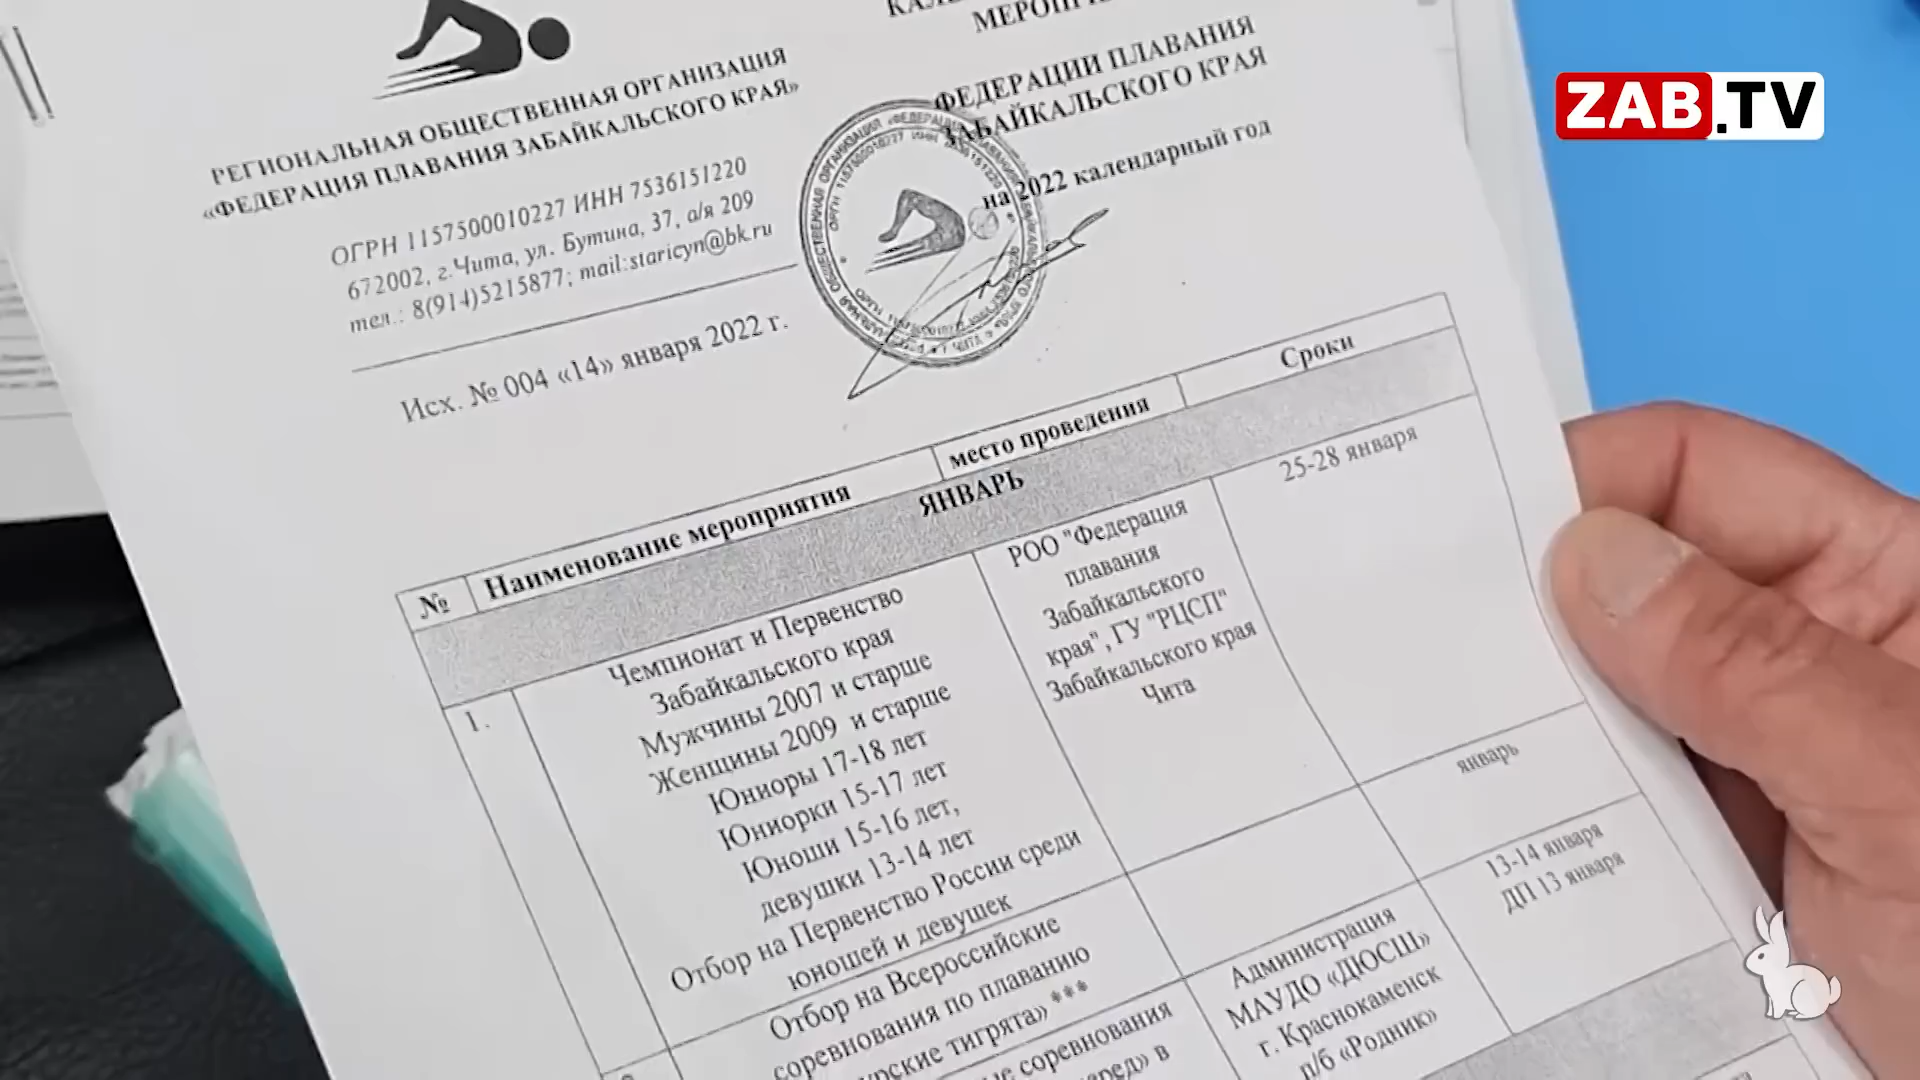 ZAB.TV
РЕГИОНАЛЬНАЯ ОБЩЕСТВЕННАЯ ОРГАНИЗАЦИЯ
«ФЕДЕРАЦИЯ ПЛАВАНИЯ ЗАБАЙКАЛЬСКОГО КРАЯ»
ОГРН 1157500010227 ИНН 7536151220
672002, г.Чита, ул. Бутина, 37, а/я 209
тел.: 8(914)5215877; mail:staricyn@bk.ru
Исх. № 004 «14» января 2022 г.
ФЕДЕРАЦИИ ПЛАВАНИЯ
ЗАБАЙКАЛЬСКОГО КРАЯ
на 2022 календарный год
№ Наименование мероприятия место проведения Сроки
ЯНВАРЬ
1.
Чемпионат и Первенство
Забайкальского края
Мужчины 2007 и старше
Женщины 2009 и старше
Юниоры 17-18 лет
Юниорки 15-17 лет
Юноши 15-16 лет,
девушки 13-14 лет
Отбор на Первенство России среди
юношей и девушек
РОО "Федерация
плавания
Забайкальского
края", ГУ "РЦСП"
Забайкальского края
Чита
25-28 января
Отбор на Всероссийские
соревнования по плаванию
тигрята» ***
январь
соревнования
в
Администрация
МАУДО «ДЮСШ»
г. Краснокаменск
п/б «Родник»
13-14 января
ДП 13 января